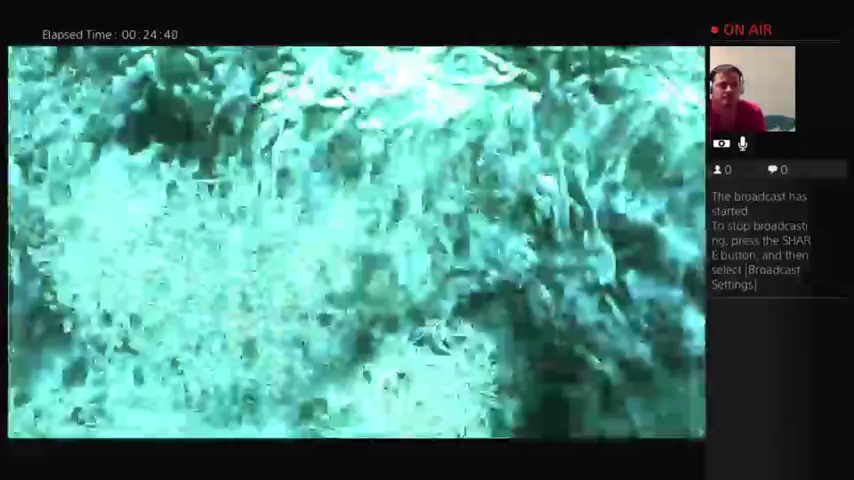 Elapsed Time : 00:24:48
ON AIR
0 0
The broadcast has
started.
To stop broadcasti
ng, press the SHAR
E button, and then
select [Broadcast
Settings]